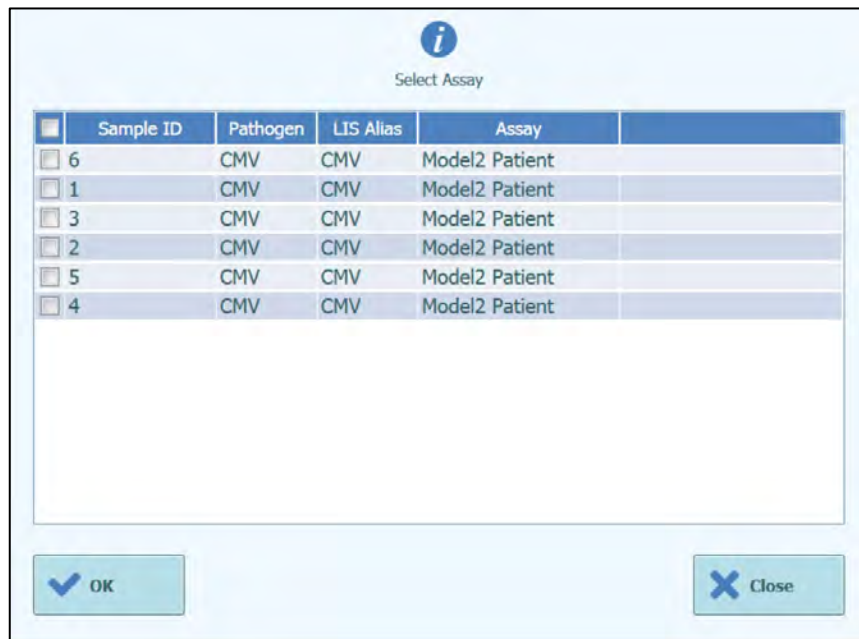 i
Select Assay
Sample ID Pathogen LIS Alias Assay
6 CMV CMV Model2 Patient
1 CMV CMV Model2 Patient
3 CMV CMV Model2 Patient
2 CMV CMV Model2 Patient
5 CMV CMV Model2 Patient
4 CMV CMV Model2 Patient
OK Close